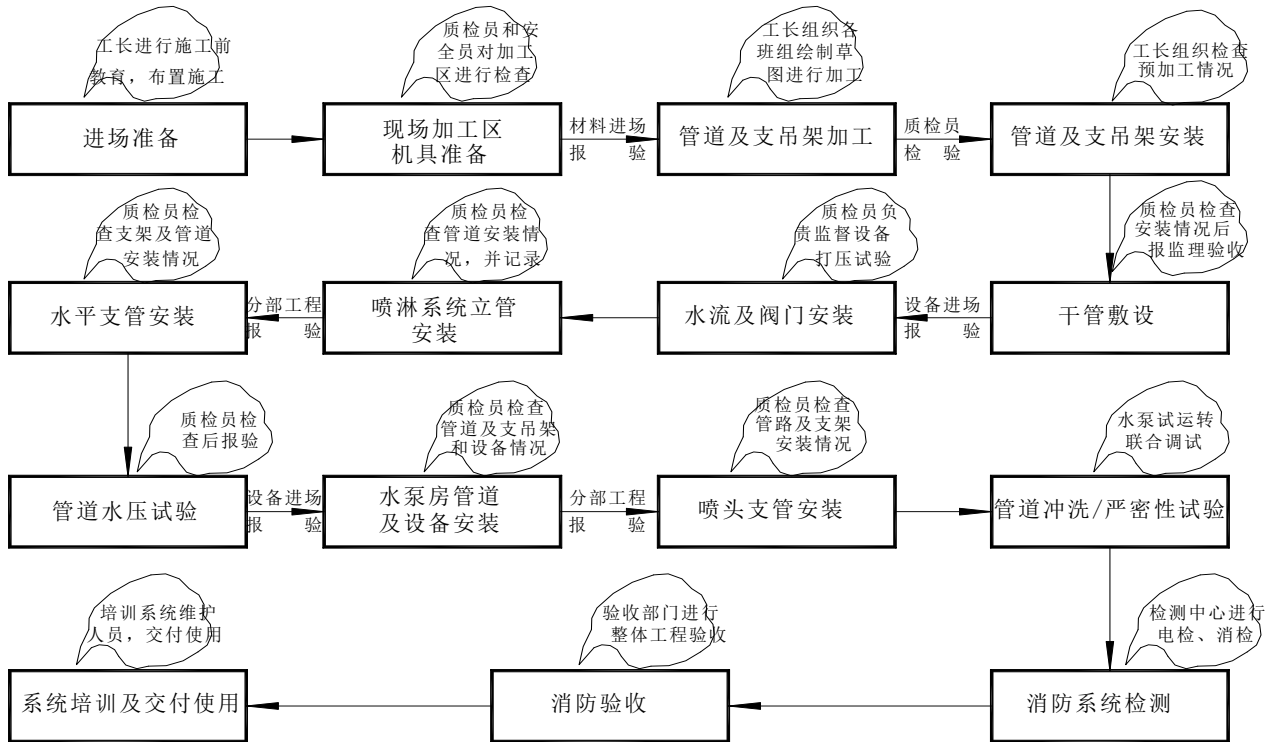 工长进行施工前
教育，布置施工
进场准备
质检员和安
全员对加工
区进行检查
现场加工区
机具准备
材料进场
报 验
工长组织各
班组绘制草
图进行加工
管道及支吊架加工
质检员
检 验
工长组织检查
预加工情况
管道及支吊架安装
质检员检查
安装情况后
报监理验收
干管敷设
设备进场
报 验
质检员负
责监督设备
打压试验
水流及阀门安装
质检员检
查管道安装情
况，并记录
喷淋系统立管
安装
分部工程
报 验
质检员检
查支架及管道
安装情况
水平支管安装
质检员检
查后报验
管道水压试验
设备进场
报 验
质检员检查
管道及支吊架
和设备情况
水泵房管道
及设备安装
分部工程
报 验
质检员检查
管路及支架
安装情况
喷头支管安装
水泵试运转
联合调试
管道冲洗/严密性试验
检测中心进行
电检、消检
消防系统检测
验收部门进行
整体工程验收
消防验收
培训系统维护
人员，交付使用
系统培训及交付使用